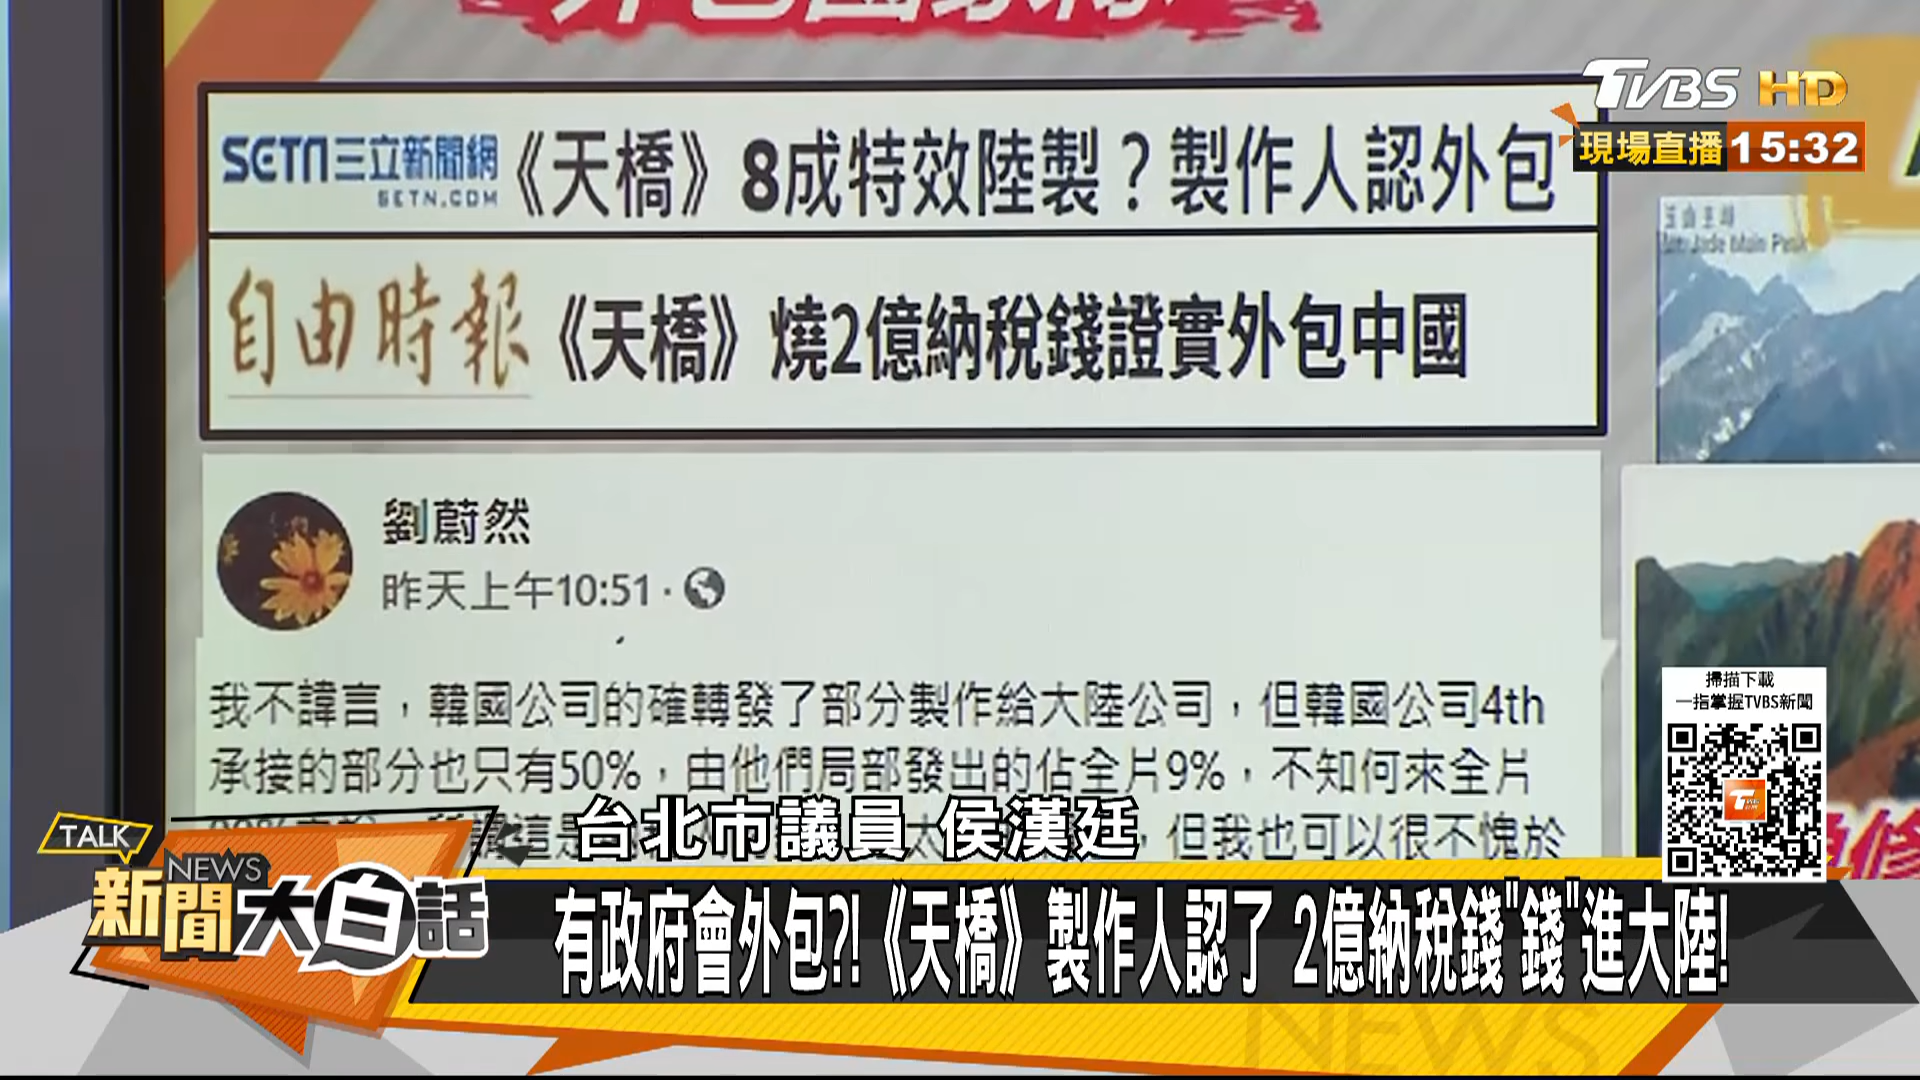 TVBS HD
現場直播 15:32
SETN三立新聞網
SETN.COM
《天橋》8成特效陸製？製作人認外包
自由時報
《天橋》燒2億納稅錢證實外包中國
玉山主峰
Mt. Jade Main Peak
劉蔚然
昨天上午10:51
我不諱言，韓國公司的確轉發了部分製作給大陸公司，但韓國公司4th
承接的部分也只有50%，由他們局部發出的佔全片9%，不知何來全片
，但我也可以很不愧於
掃描下載
一指掌握TVBS新聞
台北市議員 侯漢廷
TALK
NEWS
新聞大白話
有政府會外包?!《天橋》製作人認了 2億納稅錢"錢"進大陸!
NEWS